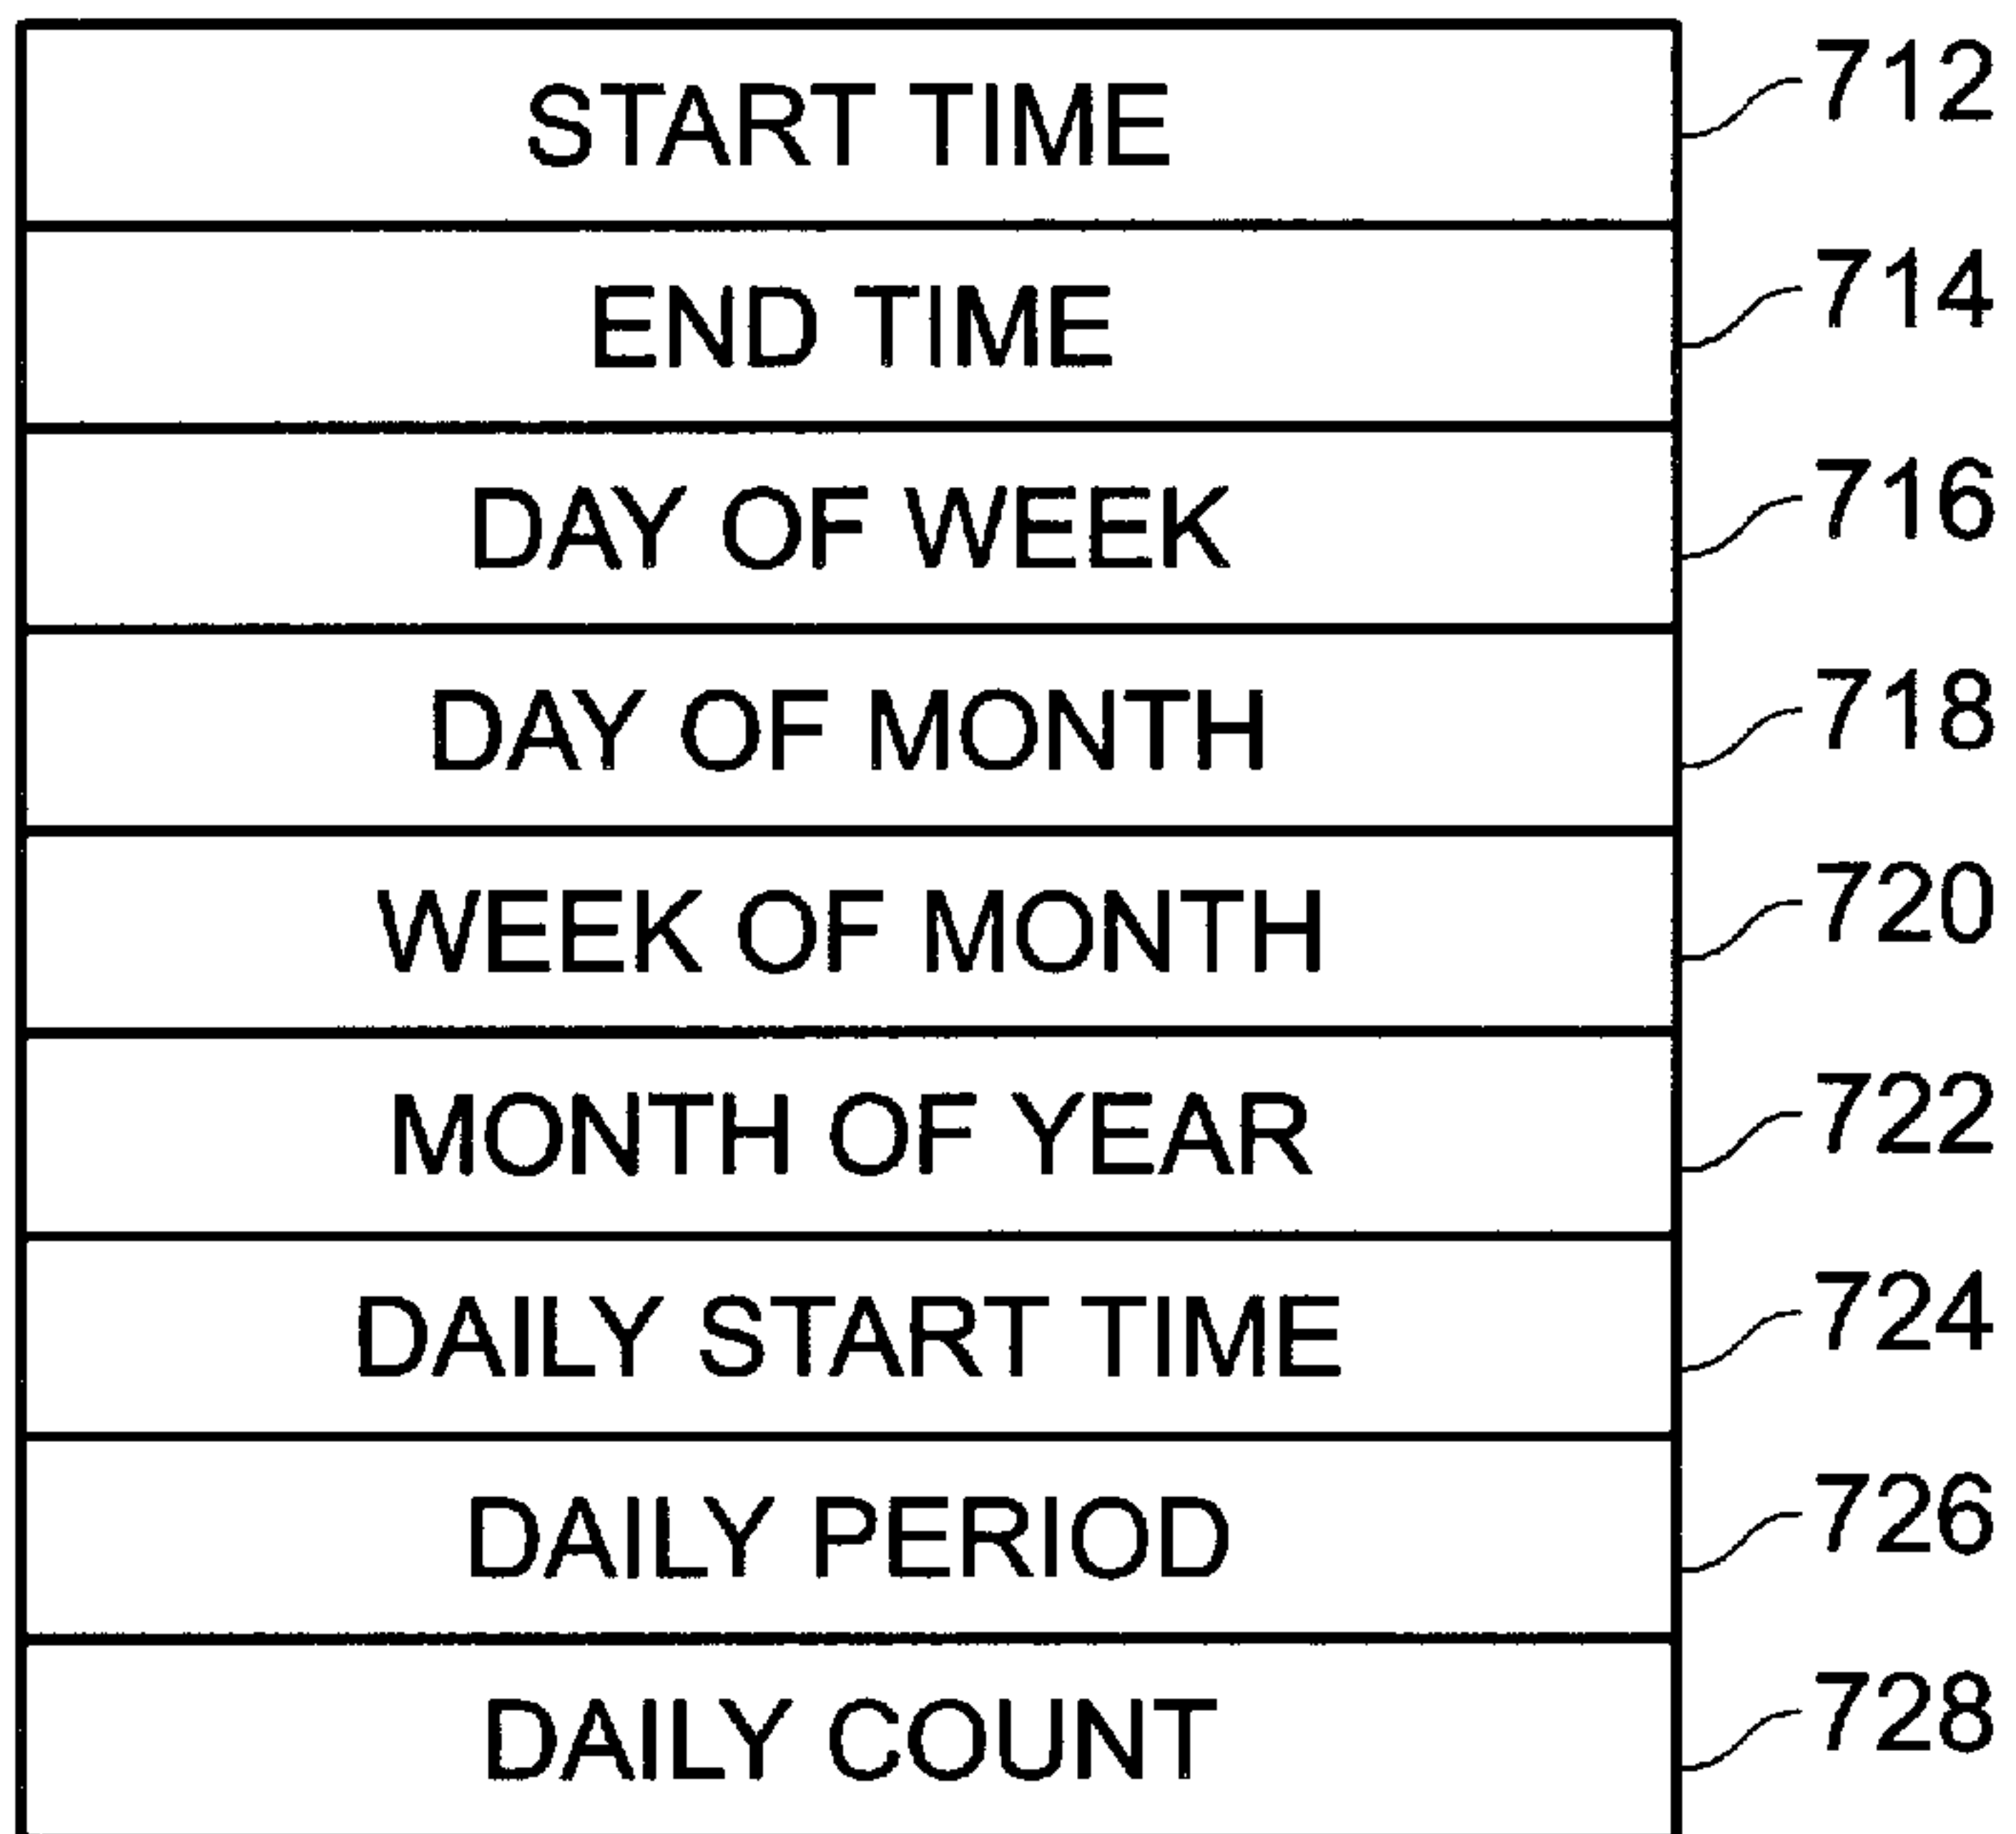 START TIME 712
END TIME 714
DAY OF WEEK 716
DAY OF MONTH 718
WEEK OF MONTH 720
MONTH OF YEAR 722
DAILY START TIME 724
DAILY PERIOD 726
DAILY COUNT 728